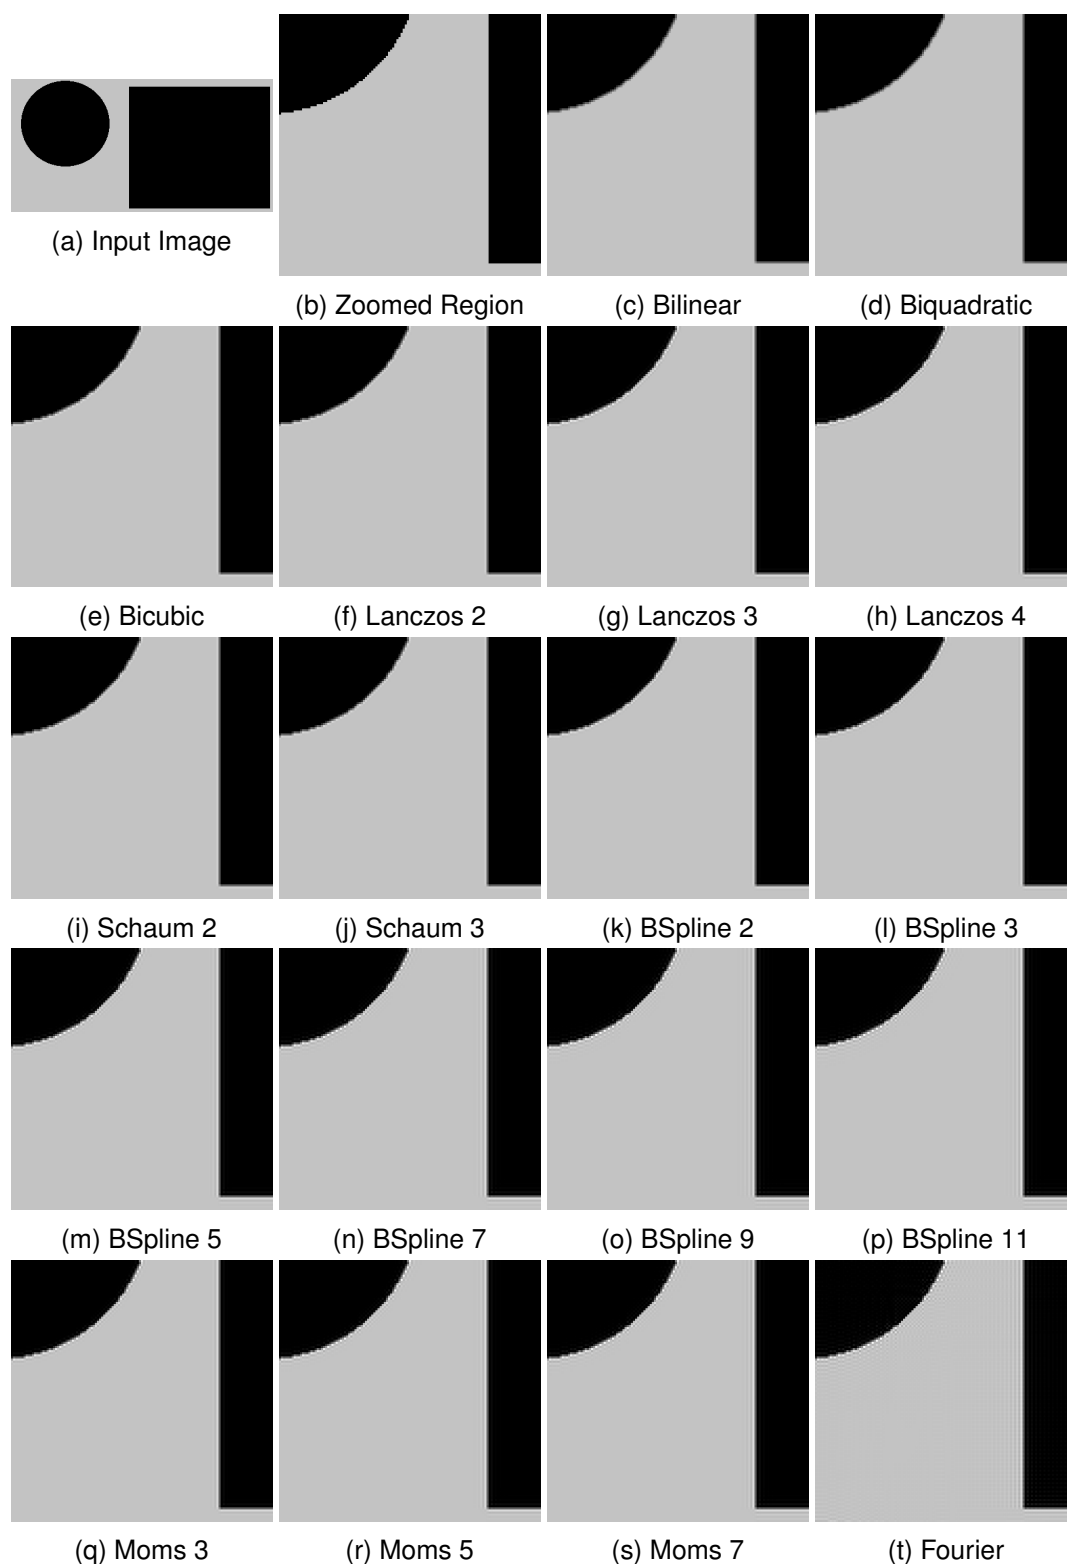 (a) Input Image
(b) Zoomed Region
(c) Bilinear
(d) Biquadratic
(e) Bicubic
(f) Lanczos 2
(g) Lanczos 3
(h) Lanczos 4
(i) Schaum 2
(j) Schaum 3
(k) BSpline 2
(l) BSpline 3
(m) BSpline 5
(n) BSpline 7
(o) BSpline 9
(p) BSpline 11
(q) Moms 3
(r) Moms 5
(s) Moms 7
(t) Fourier